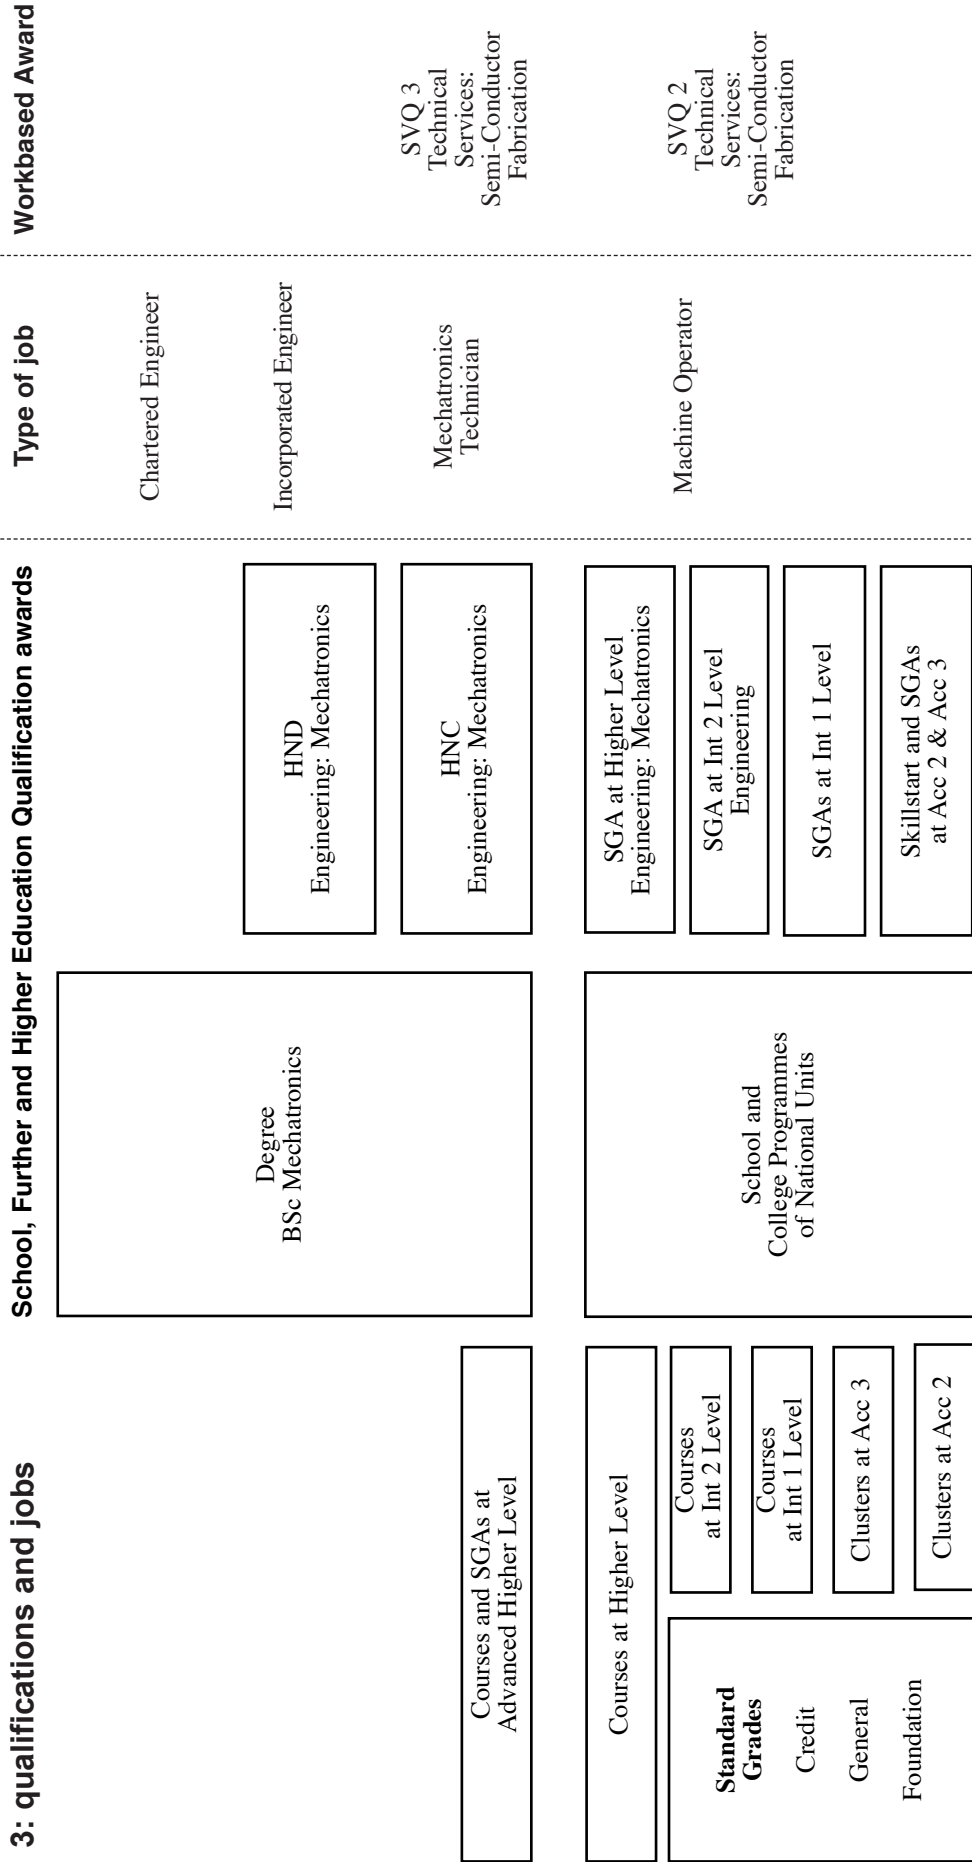 3: qualifications and jobs
School, Further and Higher Education Qualification awards
Type of job
Workbased Award
Chartered Engineer
Degree
BSc Mechatronics
HND
Engineering: Mechatronics
Incorporated Engineer
Courses and SGAs at
Advanced Higher Level
HNC
Engineering: Mechatronics
Mechatronics
Technician
SVQ 3
Technical
Services:
Semi-Conductor
Fabrication
Courses at Higher Level
School and
College Programmes
of National Units
SGA at Higher Level
Engineering: Mechatronics
Machine Operator
SVQ 2
Technical
Services:
Semi-Conductor
Fabrication
Standard
Grades
Credit
General
Foundation
Courses
at Int 2 Level
SGA at Int 2 Level
Engineering
Courses
at Int 1 Level
SGAs at Int 1 Level
Clusters at Acc 3
Clusters at Acc 2
Skillstart and SGAs
at Acc 2 & Acc 3